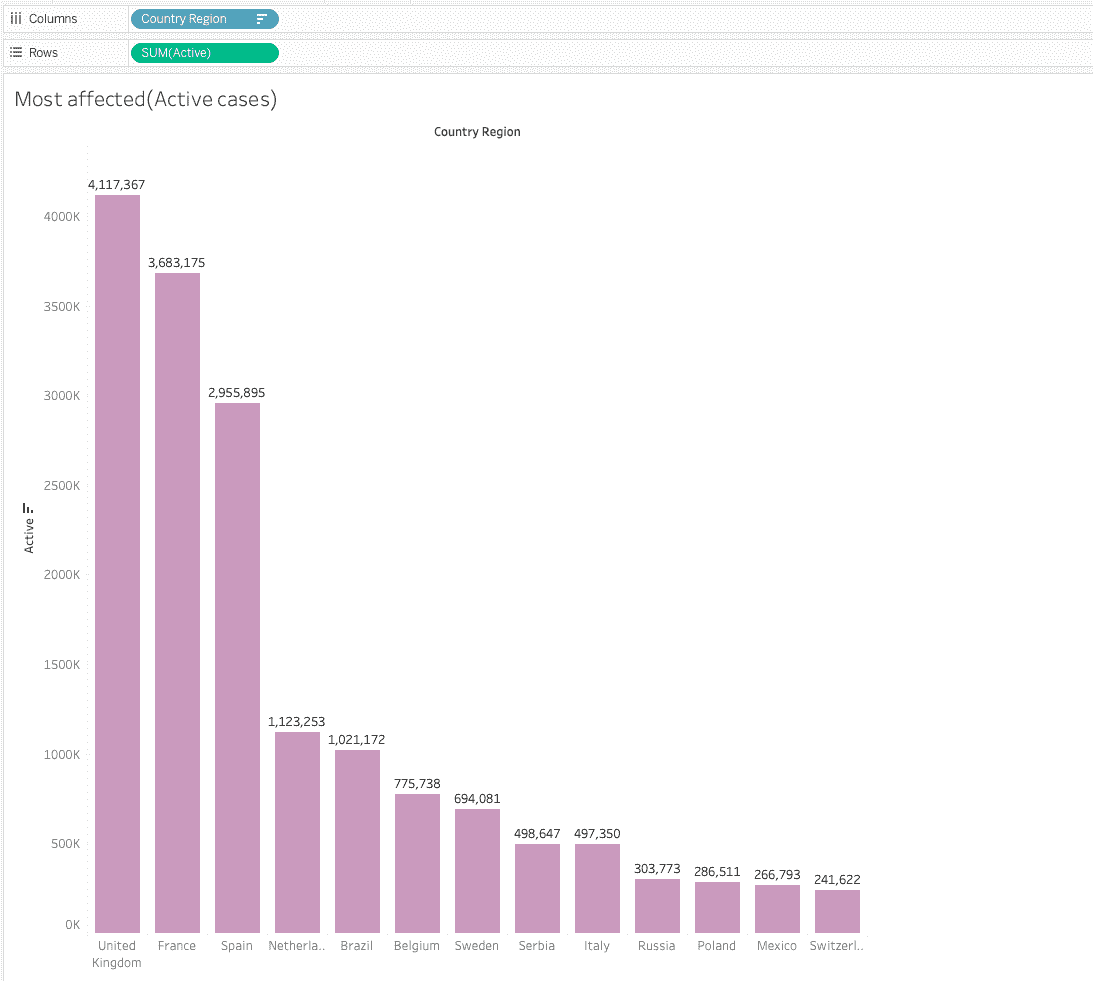 Columns
Country Region
Rows
SUM(Active)
Most affected(Active cases)
Country Region
4,117,367
3,683,175
2,955,895
1,123,253
1,021,172
775,738
694,081
498,647
497,350
303,773
286,511
266,793
241,622
4000K
3500K
3000K
2500K
2000K
1500K
1000K
500K
0K
Active
United
Kingdom
France
Spain
Netherla..
Brazil
Belgium
Sweden
Serbia
Italy
Russia
Poland
Mexico
Switzerl..